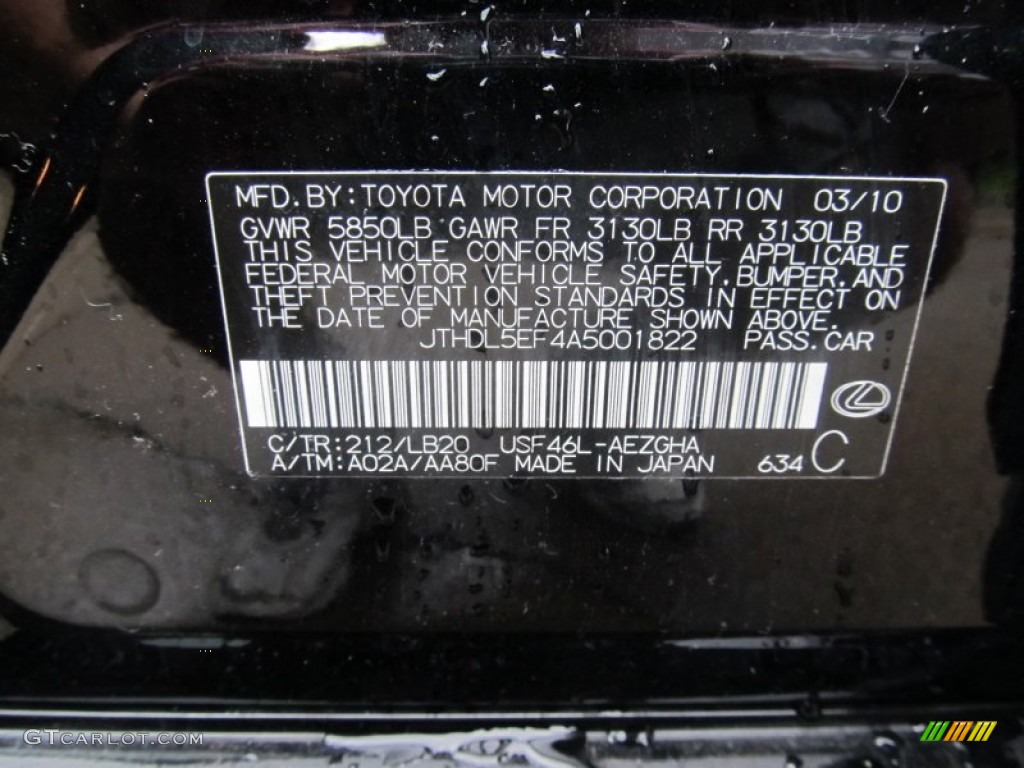 MFD. BY: TOYOTA MOTOR CORPORATION 03/10
GVWR 5850LB GAWR FR 3130LB RR 3130LB
THIS VEHICLE CONFORMS TO ALL APPLICABLE
FEDERAL MOTOR VEHICLE SAFETY, BUMPER, AND
THEFT PREVENTION STANDARDS IN EFFECT ON
THE DATE OF MANUFACTURE SHOWN ABOVE.
JTHDL5EF4A5001822 PASS. CAR
C/TR: 212/LB20 USF46L-AEZGHA
A/TM: A02A/AA80F MADE IN JAPAN 634 C
GTCARLOT.COM